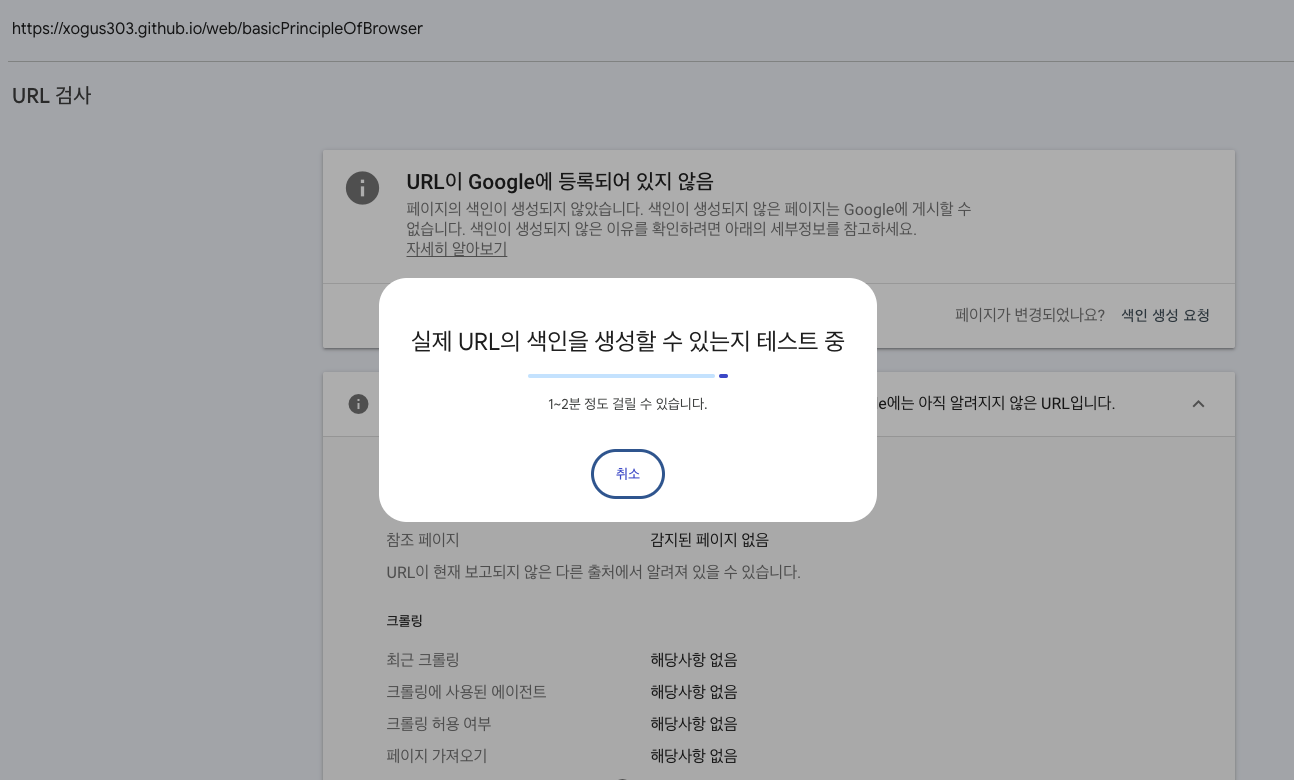 https://xogus303.github.io/web/basicPrincipleOfBrowser
URL 검사
URL이 Google에 등록되어 있지 않음
페이지의 색인이 생성되지 않았습니다. 색인이 생성되지 않은 페이지는 Google에 게시할 수
없습니다. 색인이 생성되지 않은 이유를 확인하려면 아래의 세부정보를 참고하세요.
자세히 알아보기
페이지가 변경되었나요? 색인 생성 요청
실제 URL의 색인을 생성할 수 있는지 테스트 중
1~2분 정도 걸릴 수 있습니다.
취소
e에는 아직 알려지지 않은 URL입니다.
참조 페이지 감지된 페이지 없음
URL이 현재 보고되지 않은 다른 출처에서 알려져 있을 수 있습니다.
크롤링
최근 크롤링 해당사항 없음
크롤링에 사용된 에이전트 해당사항 없음
크롤링 허용 여부 해당사항 없음
페이지 가져오기 해당사항 없음